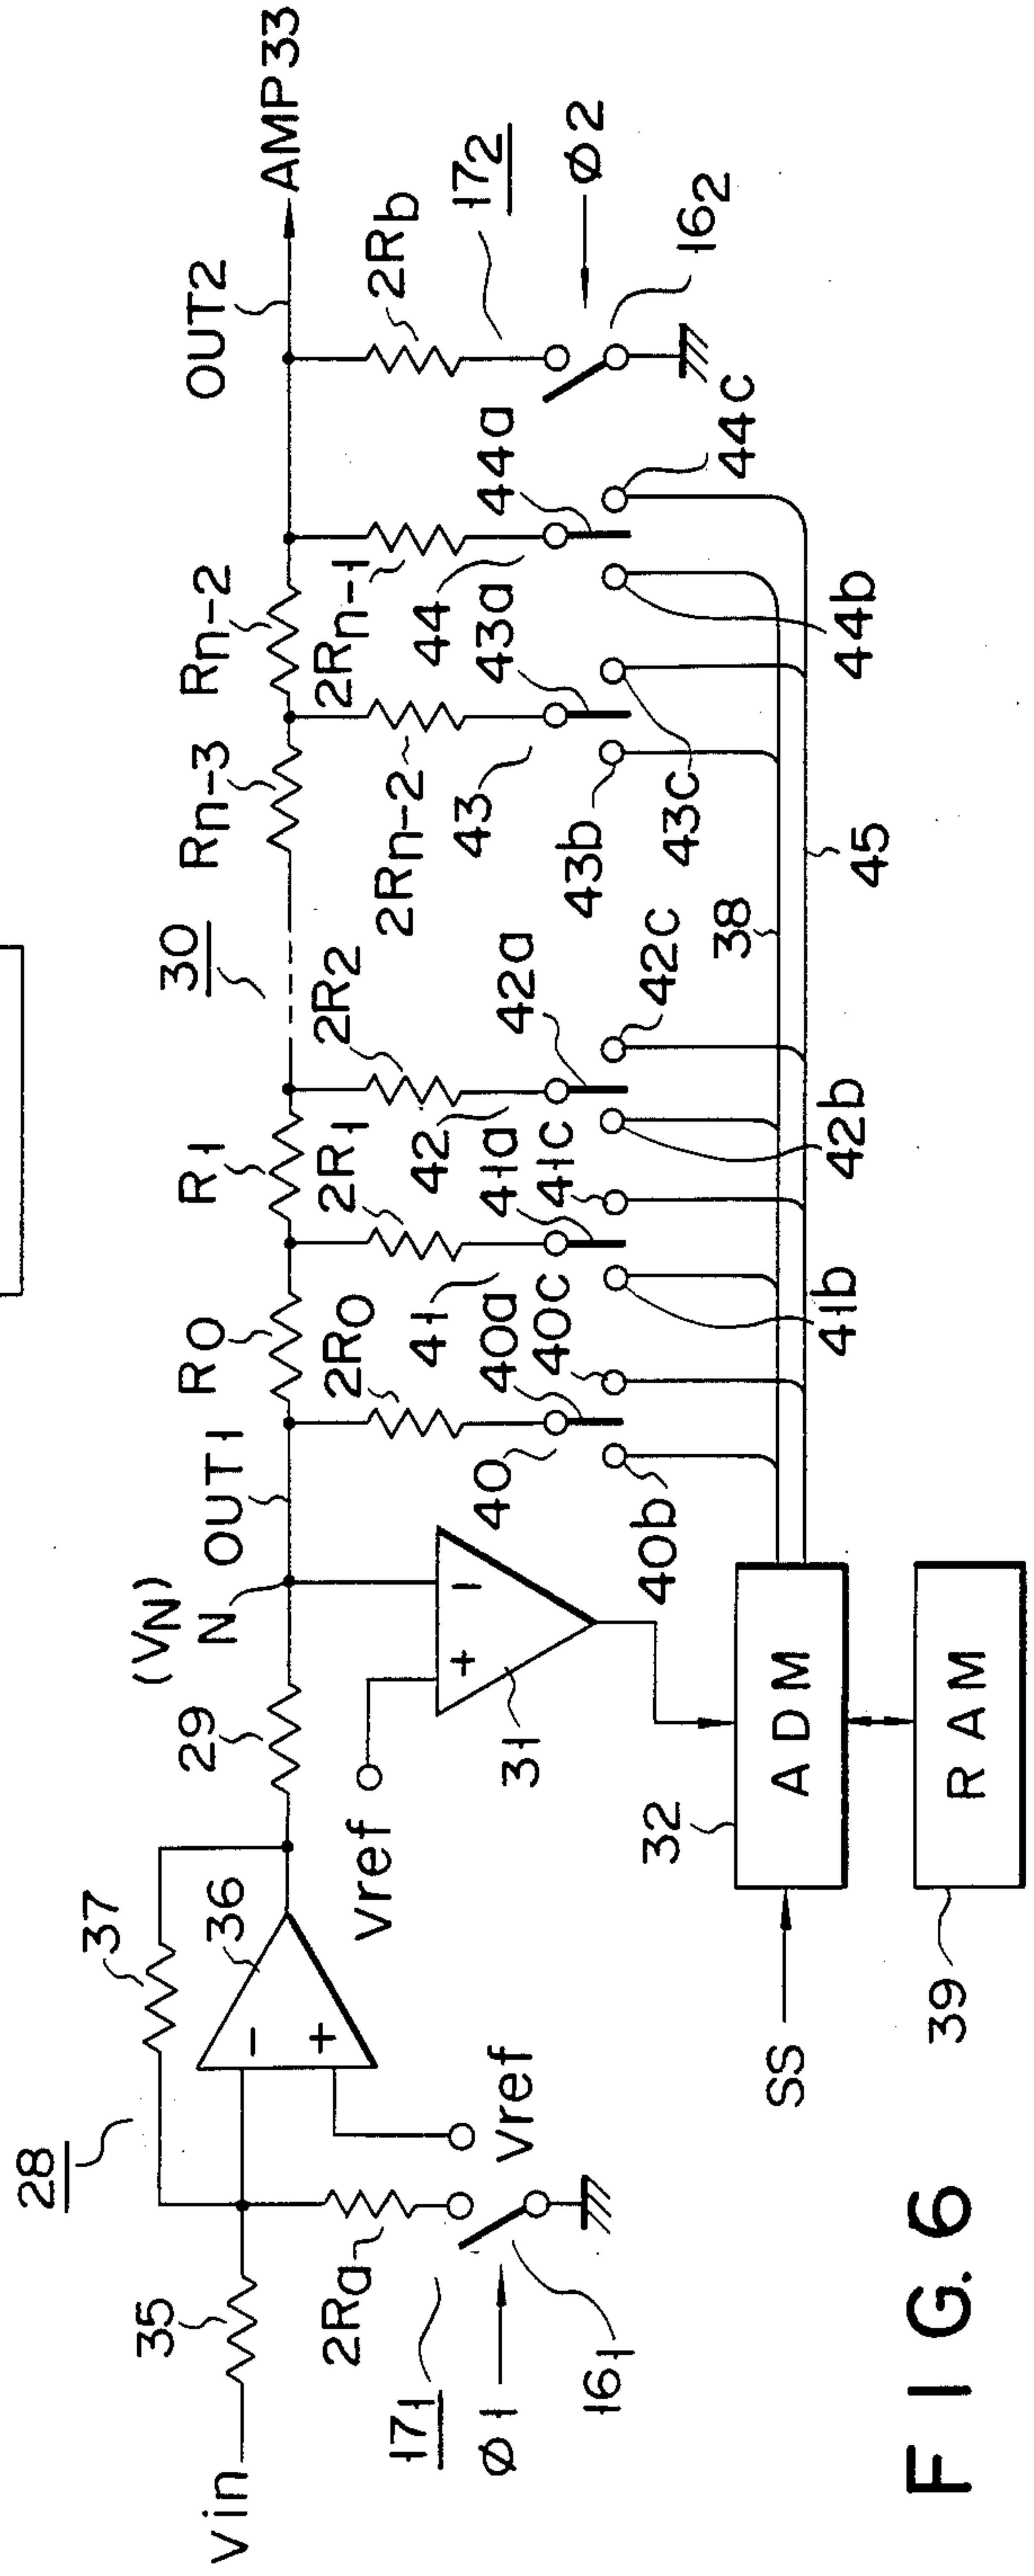 28
37
35
Vin
2Ra
171
Ø1
161
Vref
36
29
(VN)
N
OUT1
Vref
31
32
ADM
SS
RAM
39
30
R0
R1
Rn-3
Rn-2
OUT2
AMP33
2R0
2R1
2R2
2Rn-2
2Rn-1
2Rb
172
Ø2
162
40
40a
40b
40c
41
41a
41b
41c
42
42a
42b
42c
43
43a
43b
43c
44
44a
44b
44c
38
45
FIG. 6